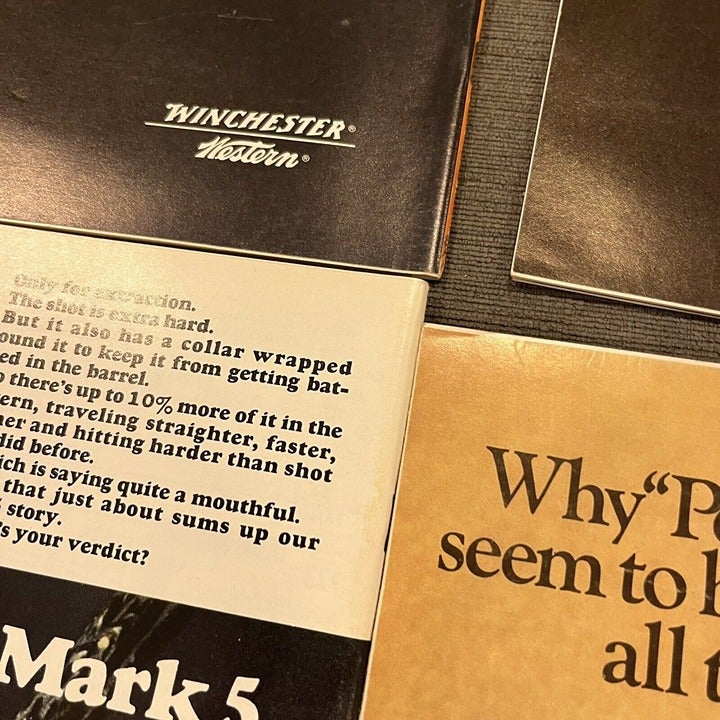 WINCHESTER®
Western®
Only for extraction.
The shot is extra hard.
But it also has a collar wrapped
ound it to keep it from getting bat-
ed in the barrel.
o there's up to 10% more of it in the
ern, traveling straighter, faster,
her and hitting harder than shot
did before.
ich is saying quite a mouthful.
that just about sums up our
story.
's your verdict?
Mark 5
Why "Pe
seem to
all t